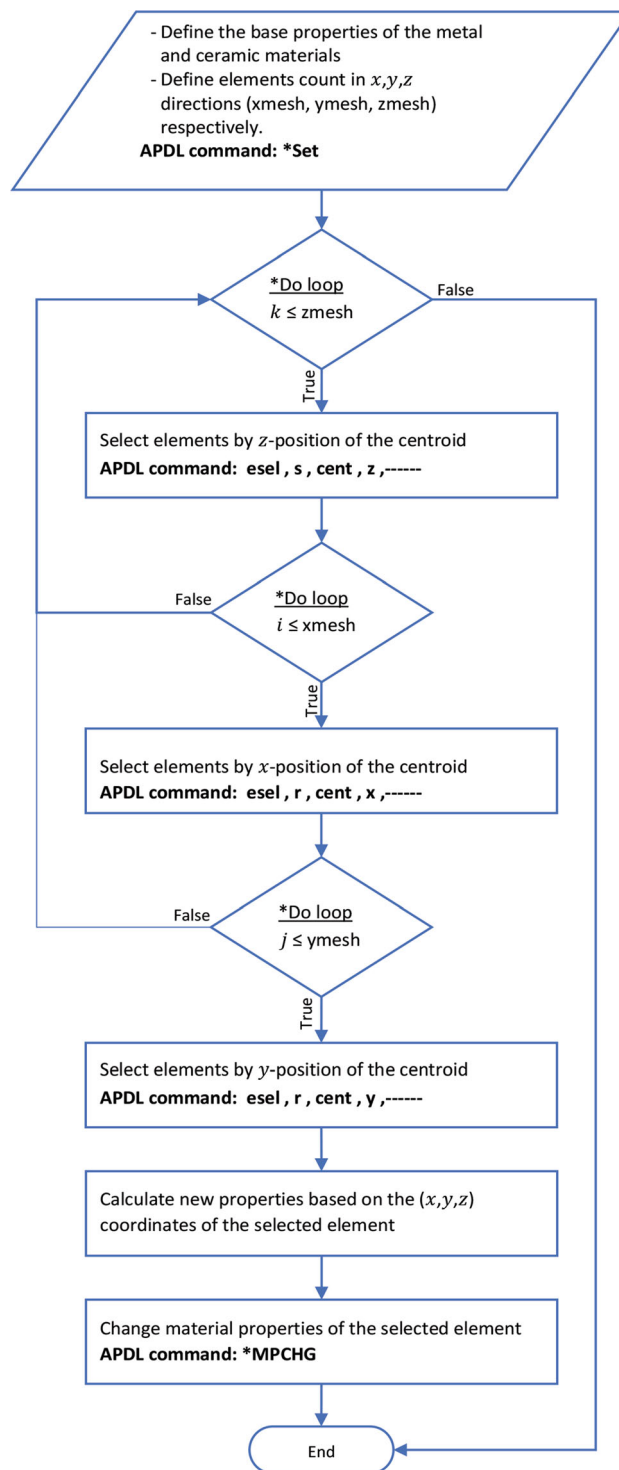 - Define the base properties of the metal
and ceramic materials
- Define elements count in x,y,z
directions (xmesh, ymesh, zmesh)
respectively.
APDL command: *Set
*Do loop
k ≤ zmesh
False
True
Select elements by z-position of the centroid
APDL command: esel , s , cent , z ,------
False
*Do loop
i ≤ xmesh
True
Select elements by x-position of the centroid
APDL command: esel , r , cent , x ,------
False
*Do loop
j ≤ ymesh
True
Select elements by y-position of the centroid
APDL command: esel , r , cent , y ,------
Calculate new properties based on the (x,y,z)
coordinates of the selected element
Change material properties of the selected element
APDL command: *MPCHG
End